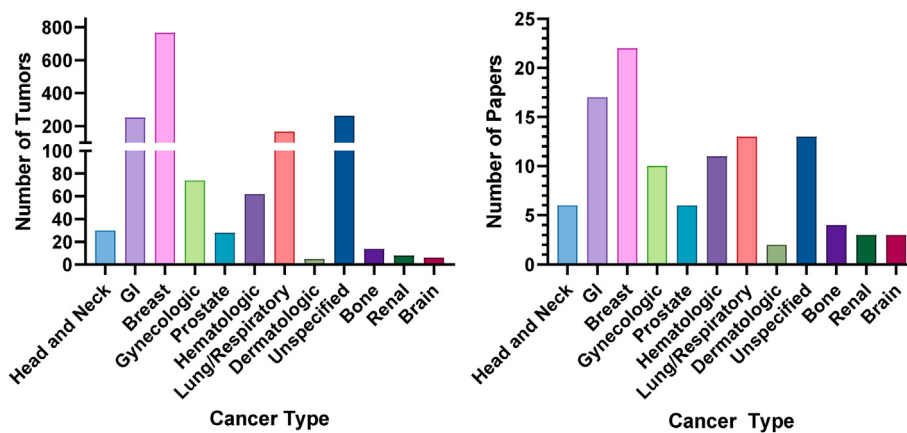 Number of Tumors
800
600
400
200
100
80
60
40
20
0
Head and Neck
GI
Breast
Gynecologic
Prostate
Hematologic
Lung/Respiratory
Dermatologic
Unspecified
Bone
Renal
Brain
Cancer Type
Number of Papers
25
20
15
10
5
0
Head and Neck
GI
Breast
Gynecologic
Prostate
Hematologic
Lung/Respiratory
Dermatologic
Unspecified
Bone
Renal
Brain
Cancer Type